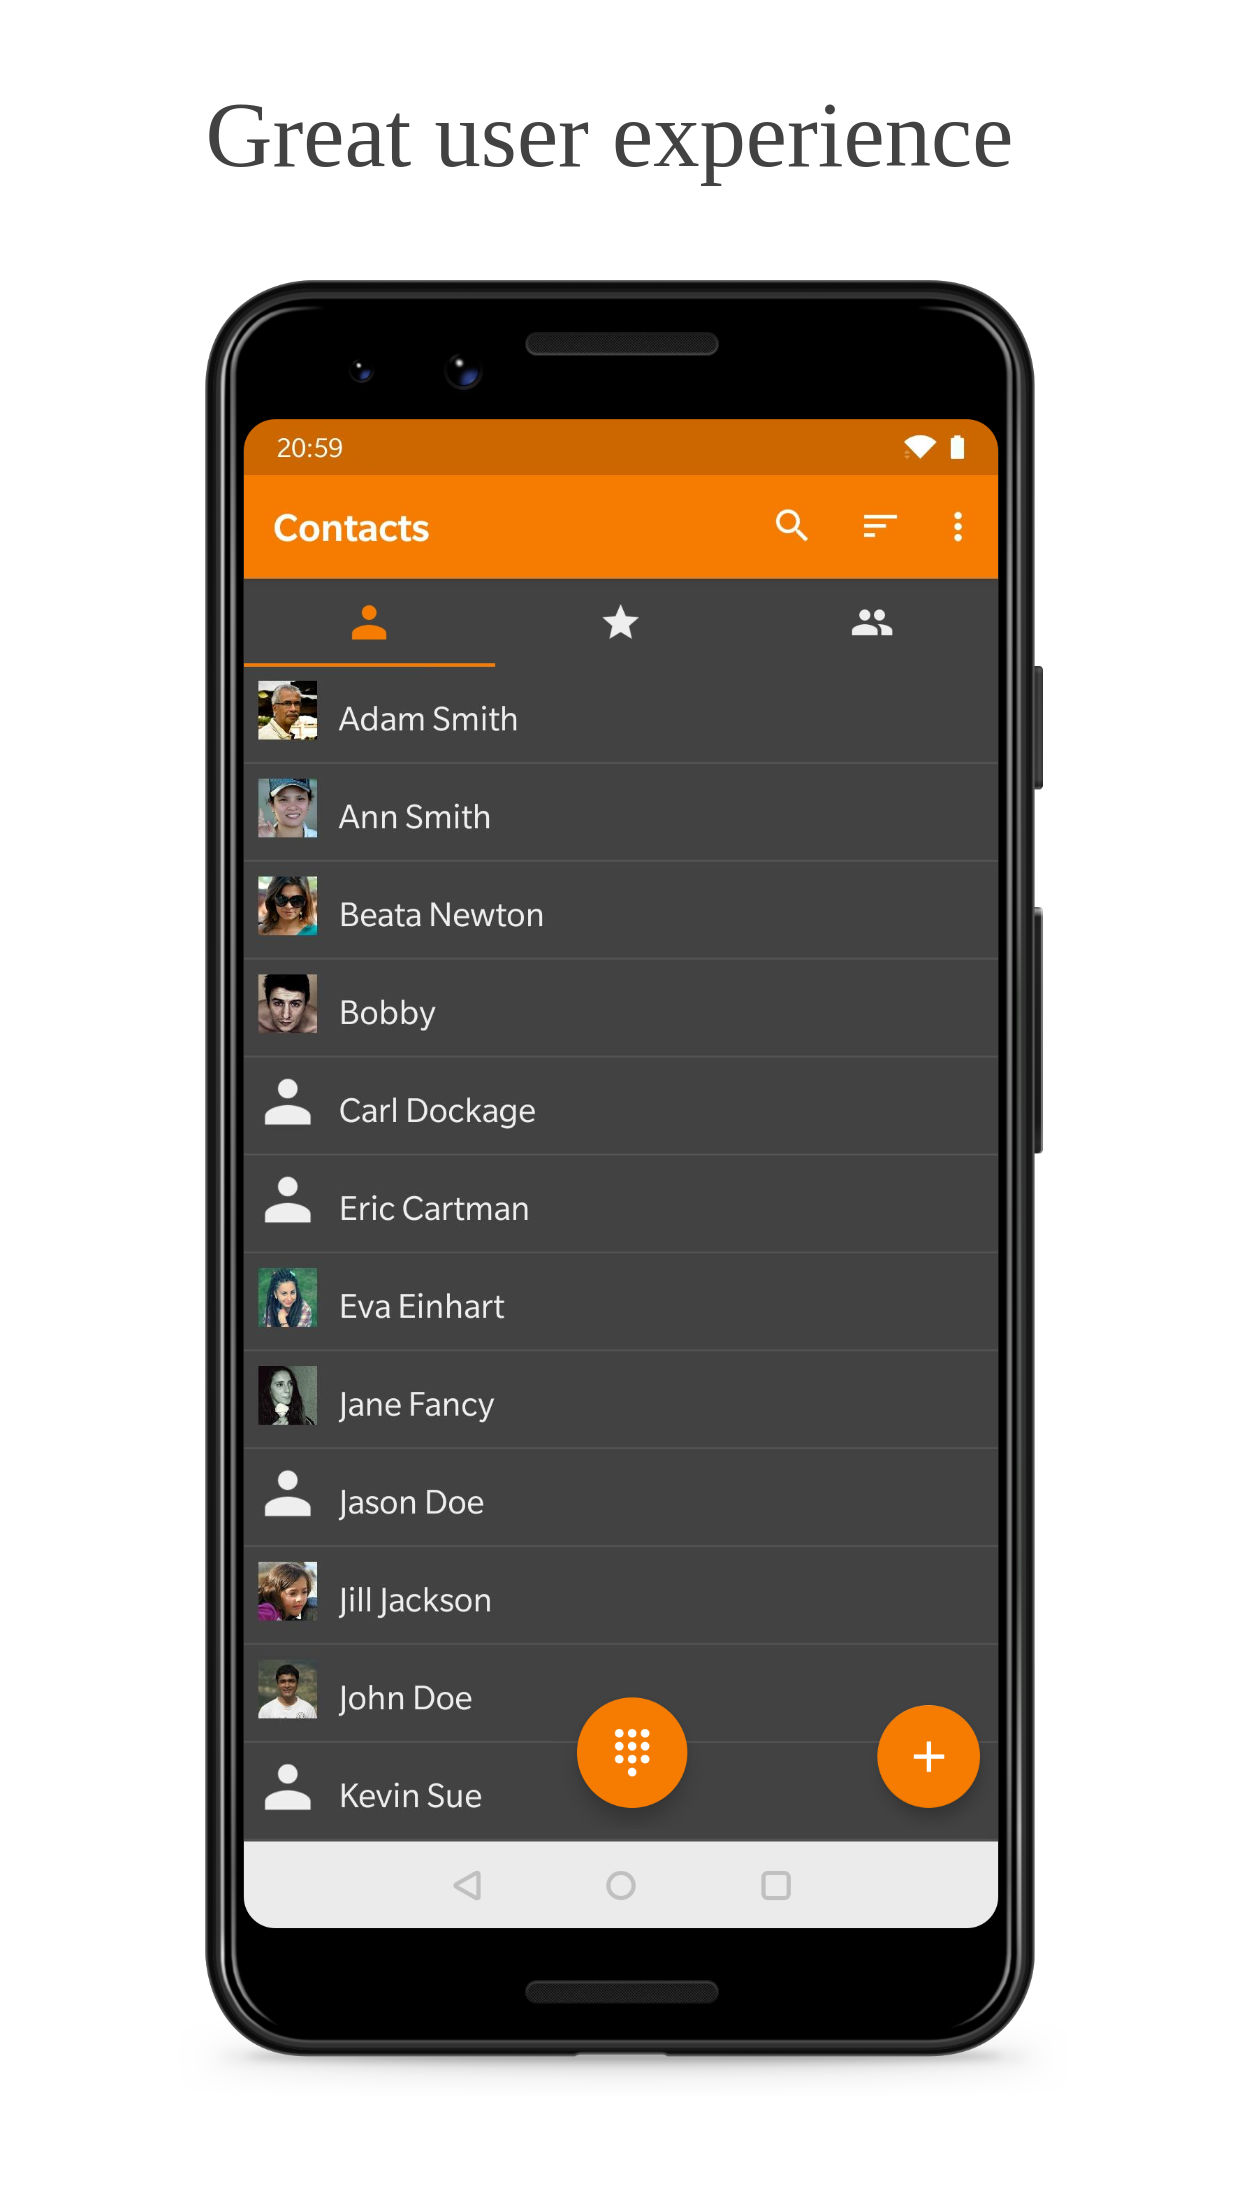 Great user experience
20:59
Contacts
Adam Smith
Ann Smith
Beata Newton
Bobby
Carl Dockage
Eric Cartman
Eva Einhart
Jane Fancy
Jason Doe
Jill Jackson
John Doe
Kevin Sue